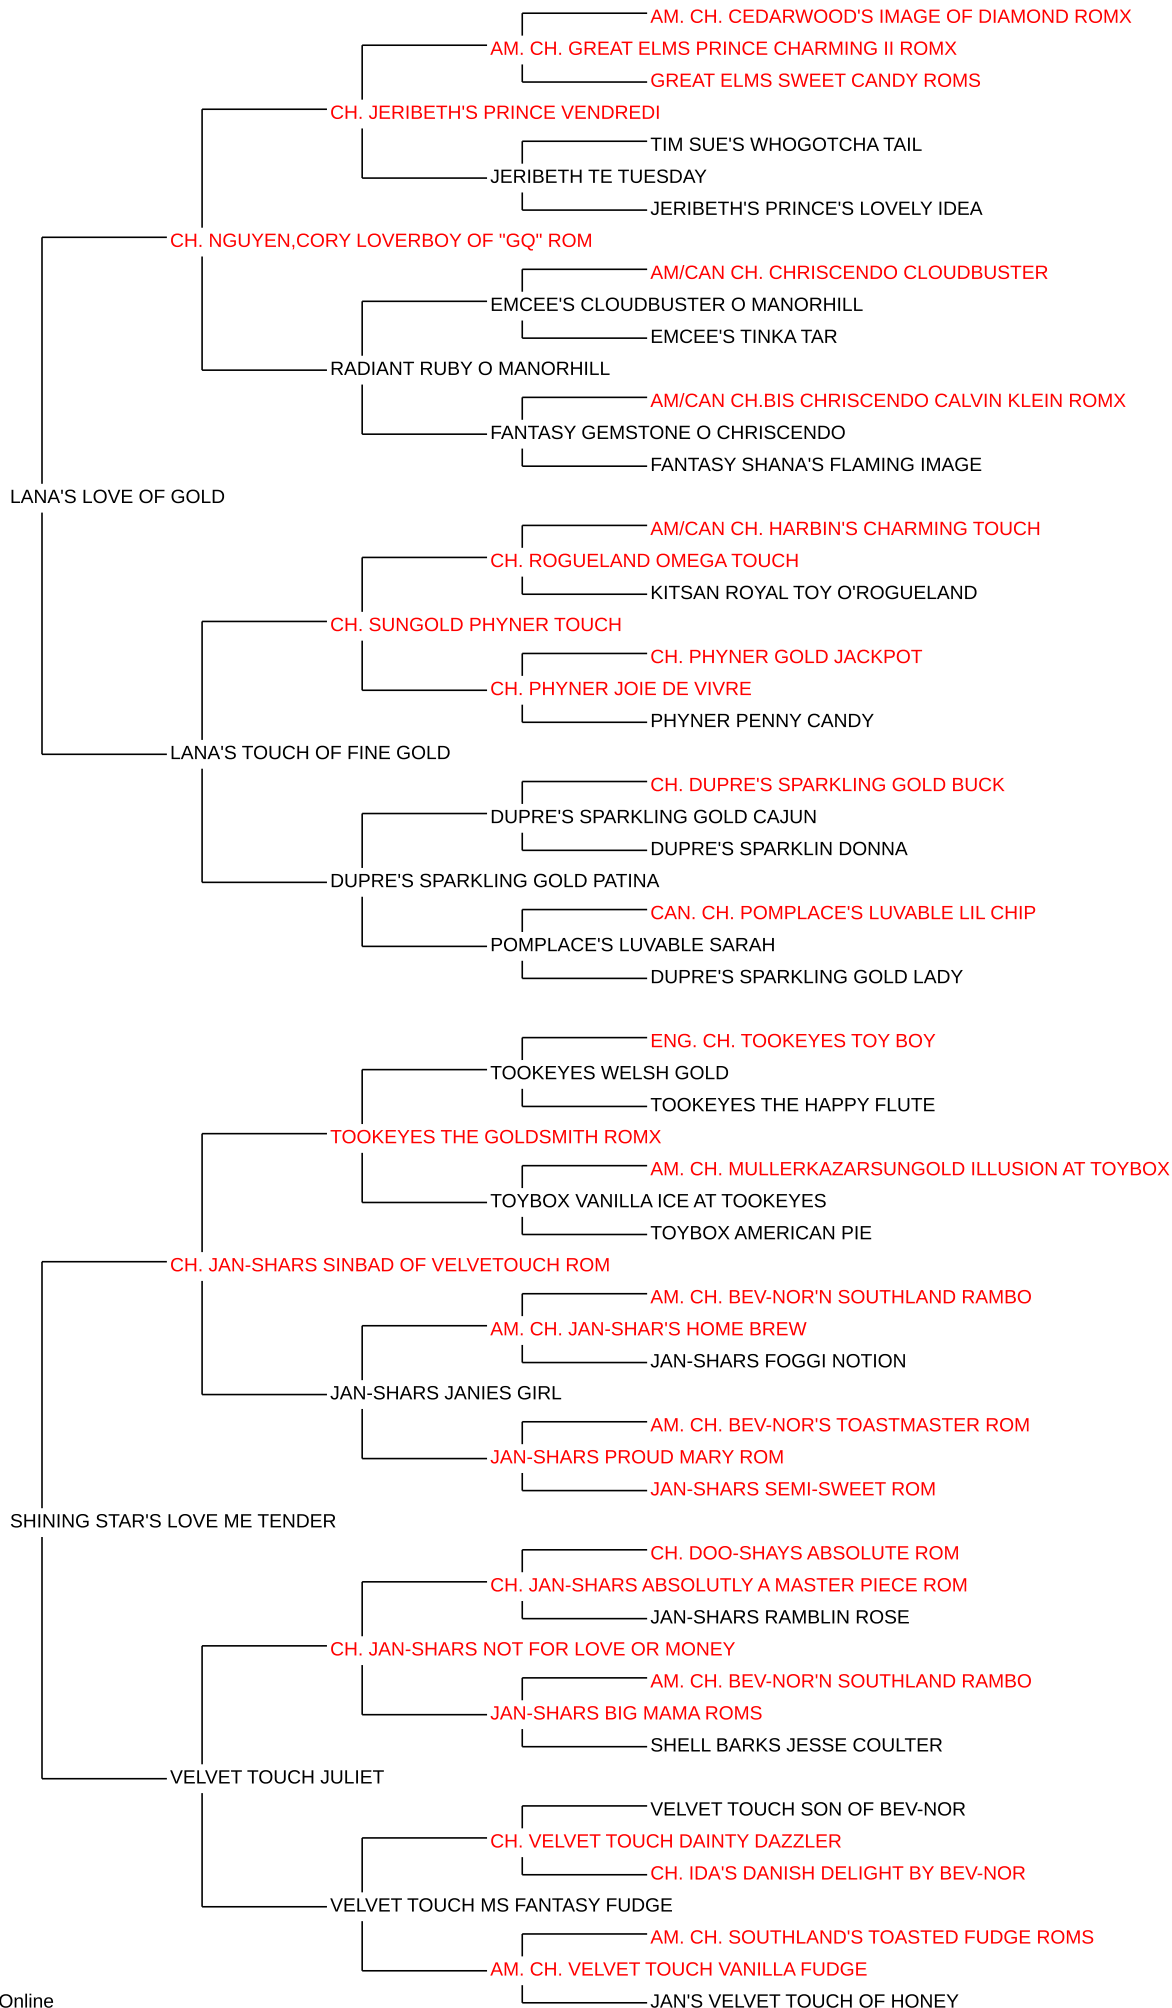 AM. CH. CEDARWOOD'S IMAGE OF DIAMOND ROMX
AM. CH. GREAT ELMS PRINCE CHARMING II ROMX
GREAT ELMS SWEET CANDY ROMS
CH. JERIBETH'S PRINCE VENDREDI
TIM SUE'S WHOGOTCHA TAIL
JERIBETH TE TUESDAY
JERIBETH'S PRINCE'S LOVELY IDEA
CH. NGUYEN,CORY LOVERBOY OF "GQ" ROM
AM/CAN CH. CHRISCENDO CLOUDBUSTER
EMCEE'S CLOUDBUSTER O MANORHILL
EMCEE'S TINKA TAR
RADIANT RUBY O MANORHILL
AM/CAN CH.BIS CHRISCENDO CALVIN KLEIN ROMX
FANTASY GEMSTONE O CHRISCENDO
FANTASY SHANA'S FLAMING IMAGE
LANA'S LOVE OF GOLD
AM/CAN CH. HARBIN'S CHARMING TOUCH
CH. ROGUELAND OMEGA TOUCH
KITSAN ROYAL TOY O'ROGUELAND
CH. SUNGOLD PHYNER TOUCH
CH. PHYNER GOLD JACKPOT
CH. PHYNER JOIE DE VIVRE
PHYNER PENNY CANDY
LANA'S TOUCH OF FINE GOLD
CH. DUPRE'S SPARKLING GOLD BUCK
DUPRE'S SPARKLING GOLD CAJUN
DUPRE'S SPARKLIN DONNA
DUPRE'S SPARKLING GOLD PATINA
CAN. CH. POMPLACE'S LUVABLE LIL CHIP
POMPLACE'S LUVABLE SARAH
DUPRE'S SPARKLING GOLD LADY
ENG. CH. TOOKEYES TOY BOY
TOOKEYES WELSH GOLD
TOOKEYES THE HAPPY FLUTE
TOOKEYES THE GOLDSMITH ROMX
AM. CH. MULLERKAZARSUNGOLD ILLUSION AT TOYBOX
TOYBOX VANILLA ICE AT TOOKEYES
TOYBOX AMERICAN PIE
CH. JAN-SHARS SINBAD OF VELVETOUCH ROM
AM. CH. BEV-NOR'N SOUTHLAND RAMBO
AM. CH. JAN-SHAR'S HOME BREW
JAN-SHARS FOGGI NOTION
JAN-SHARS JANIES GIRL
AM. CH. BEV-NOR'S TOASTMASTER ROM
JAN-SHARS PROUD MARY ROM
JAN-SHARS SEMI-SWEET ROM
SHINING STAR'S LOVE ME TENDER
CH. DOO-SHAYS ABSOLUTE ROM
CH. JAN-SHARS ABSOLUTLY A MASTER PIECE ROM
JAN-SHARS RAMBLIN ROSE
CH. JAN-SHARS NOT FOR LOVE OR MONEY
AM. CH. BEV-NOR'N SOUTHLAND RAMBO
JAN-SHARS BIG MAMA ROMS
SHELL BARKS JESSE COULTER
VELVET TOUCH JULIET
VELVET TOUCH SON OF BEV-NOR
CH. VELVET TOUCH DAINTY DAZZLER
CH. IDA'S DANISH DELIGHT BY BEV-NOR
VELVET TOUCH MS FANTASY FUDGE
AM. CH. SOUTHLAND'S TOASTED FUDGE ROMS
AM. CH. VELVET TOUCH VANILLA FUDGE
JAN'S VELVET TOUCH OF HONEY
Online